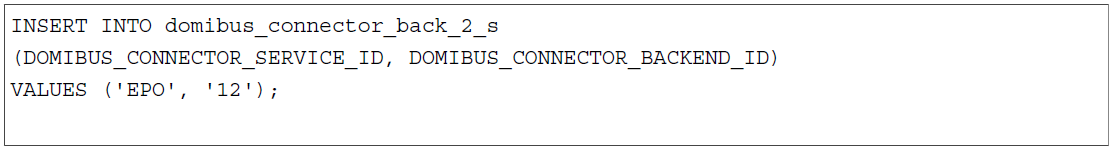 INSERT INTO domibus_connector_back_2_s
(DOMIBUS_CONNECTOR_SERVICE_ID, DOMIBUS_CONNECTOR_BACKEND_ID)
VALUES ('EPO', '12');